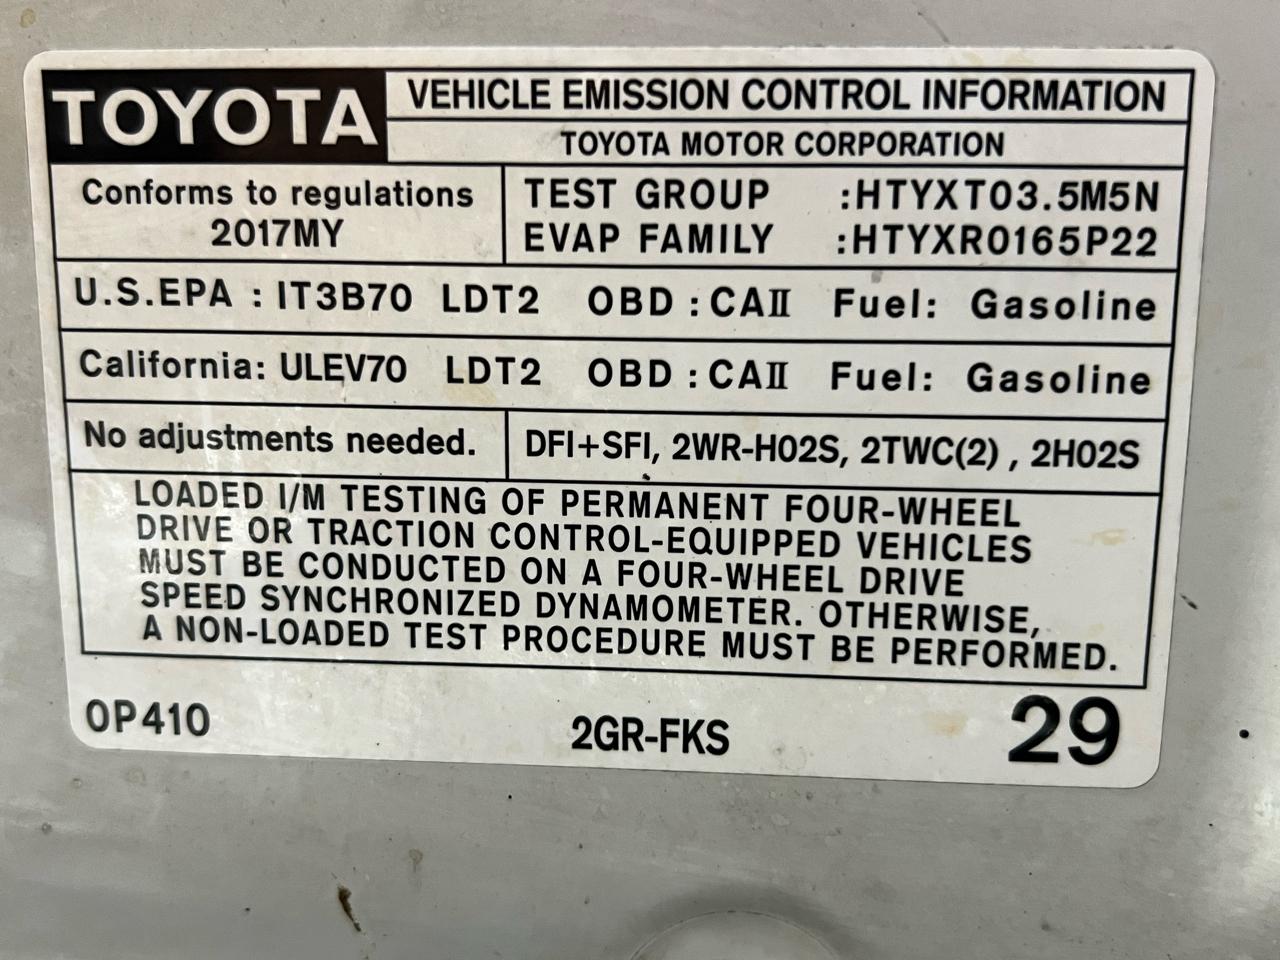 TOYOTA
VEHICLE EMISSION CONTROL INFORMATION
TOYOTA MOTOR CORPORATION
Conforms to regulations
2017MY
TEST GROUP :HTYXT03.5M5N
EVAP FAMILY :HTYXR0165P22
U.S.EPA : IT3B70 LDT2 OBD : CAⅡ Fuel: Gasoline
California: ULEV70 LDT2 OBD : CAⅡ Fuel: Gasoline
No adjustments needed.
DFI+SFI, 2WR-HO2S, 2TWC(2) , 2HO2S
LOADED I/M TESTING OF PERMANENT FOUR-WHEEL
DRIVE OR TRACTION CONTROL-EQUIPPED VEHICLES
MUST BE CONDUCTED ON A FOUR-WHEEL DRIVE
SPEED SYNCHRONIZED DYNAMOMETER. OTHERWISE,
A NON-LOADED TEST PROCEDURE MUST BE PERFORMED.
0P410
2GR-FKS
29